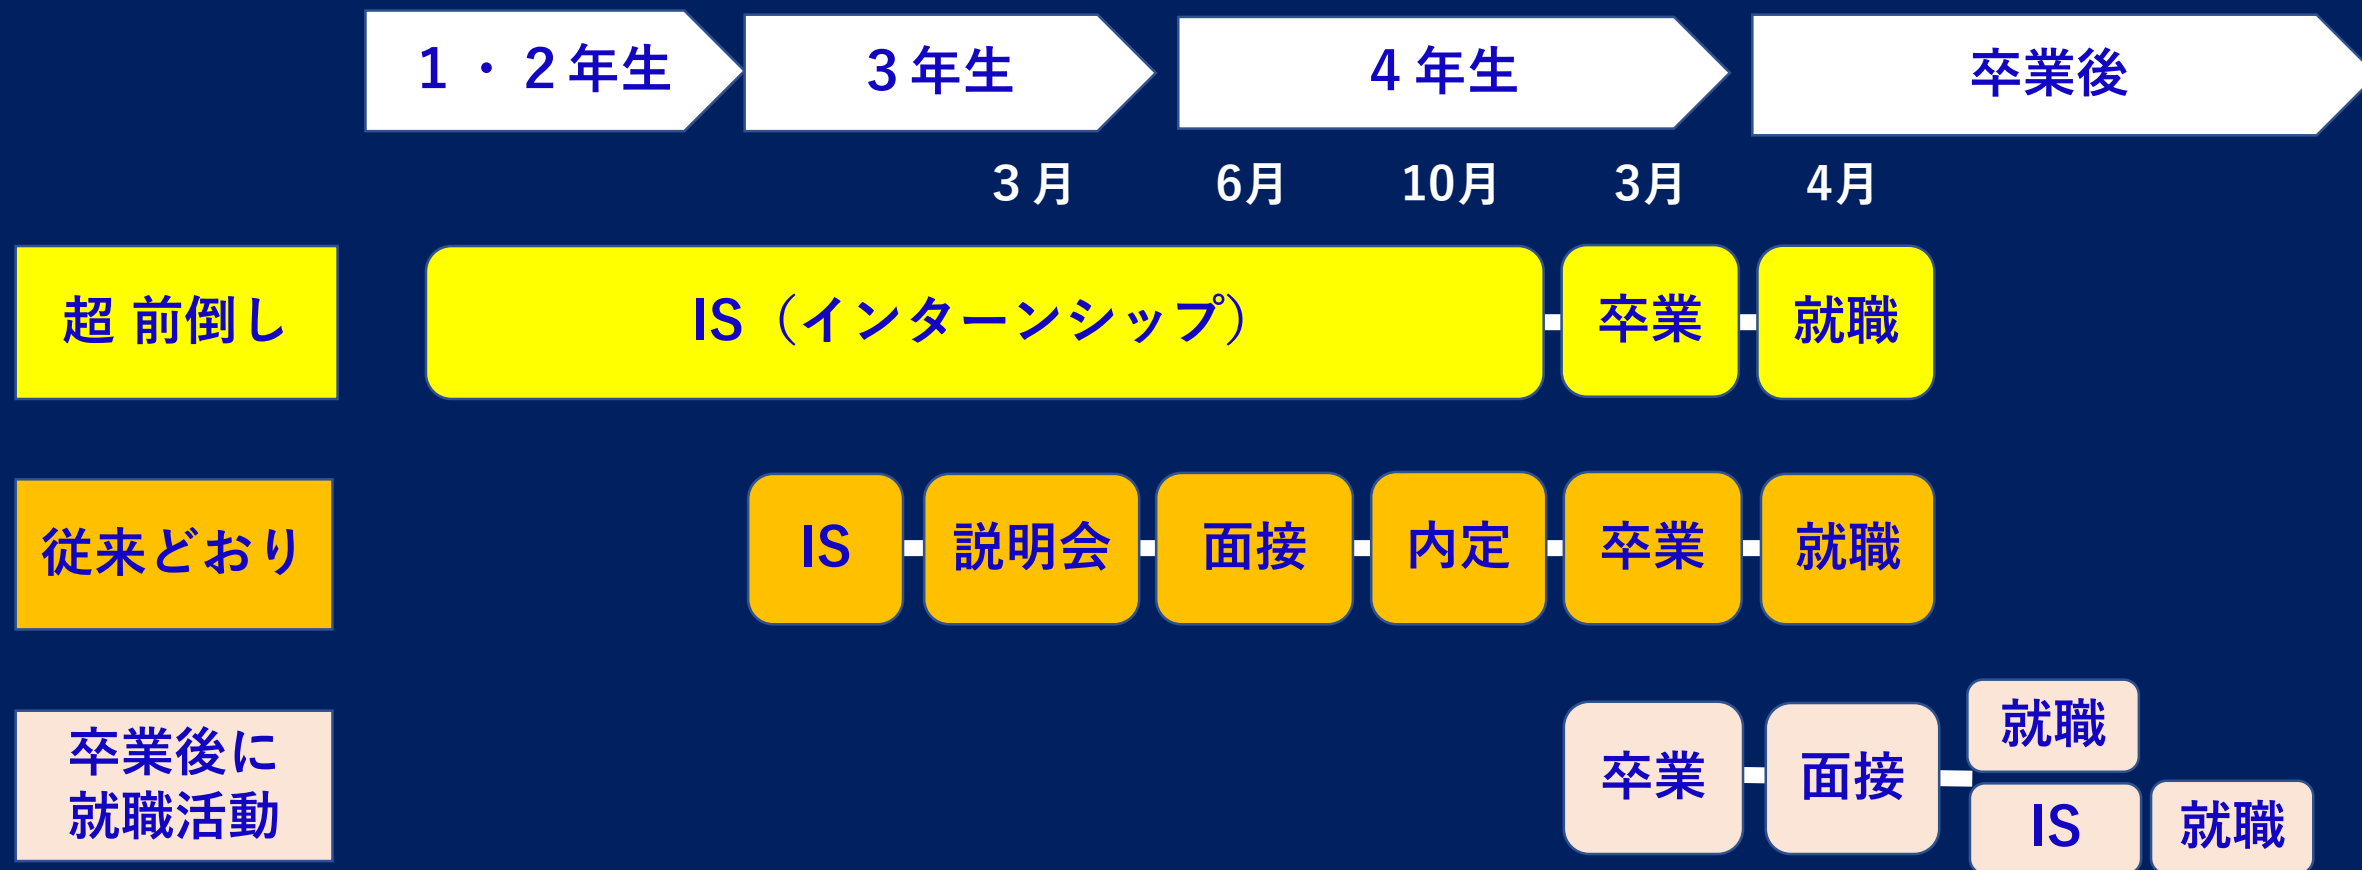 1・2年生
3年生
4年生
卒業後
3月
6月
10月
3月
4月
超 前倒し
IS（インターンシップ）
卒業
就職
従来どおり
IS
説明会
面接
内定
卒業
就職
卒業後に
就職活動
卒業
面接
就職
IS
就職